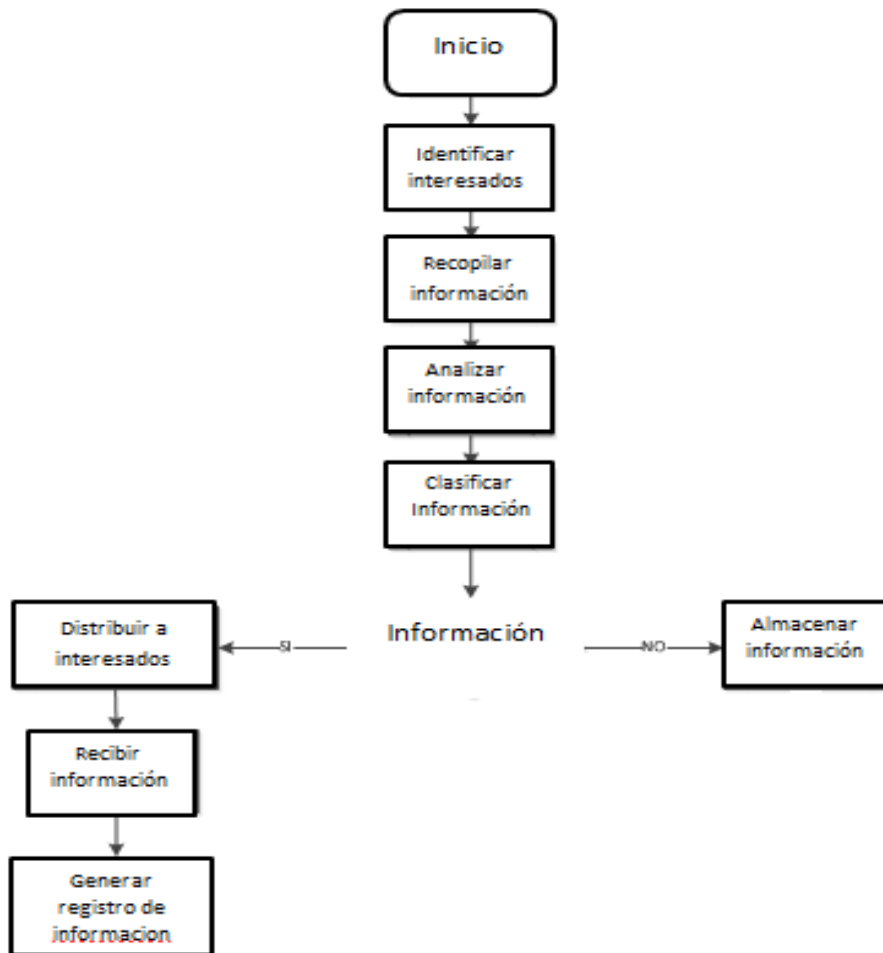 Inicio
Identificar
interesados
Recopilar
información
Analizar
información
Clasificar
Información
Información
SI
NO
Distribuir a
interesados
Almacenar
información
Recibir
información
Generar
registro de
informacion